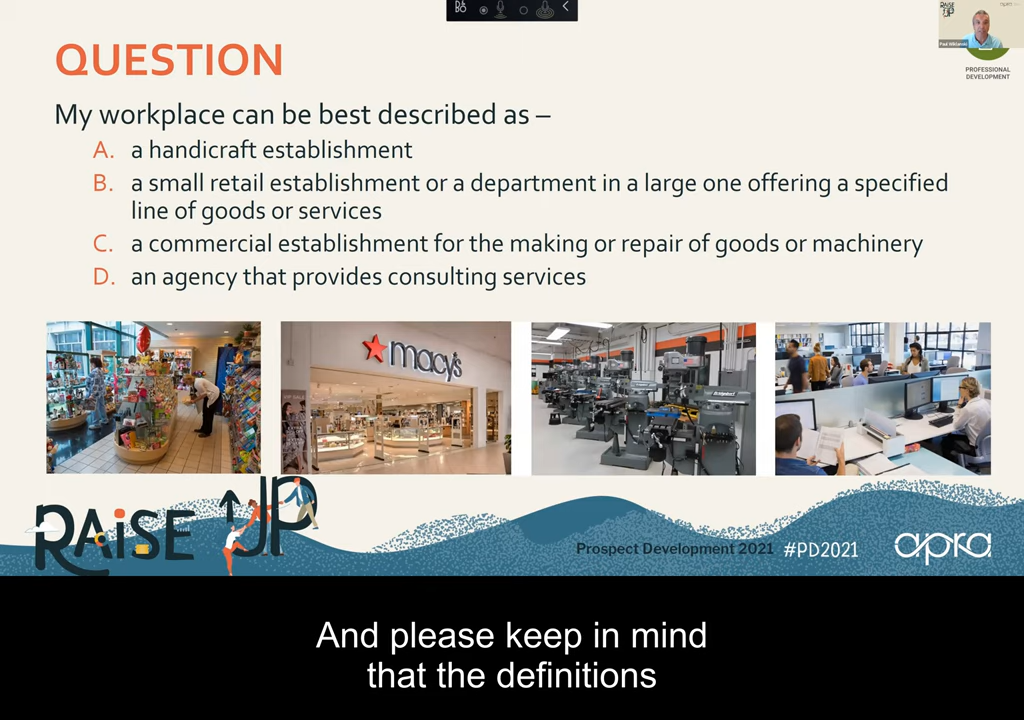 QUESTION
PROFESSIONAL
DEVELOPMENT
My workplace can be best described as –
A. a handicraft establishment
B. a small retail establishment or a department in a large one offering a specified
line of goods or services
C. a commercial establishment for the making or repair of goods or machinery
D. an agency that provides consulting services
macy's
RAiSE UP
Prospect Development 2021 #PD2021
apra
And please keep in mind
that the definitions